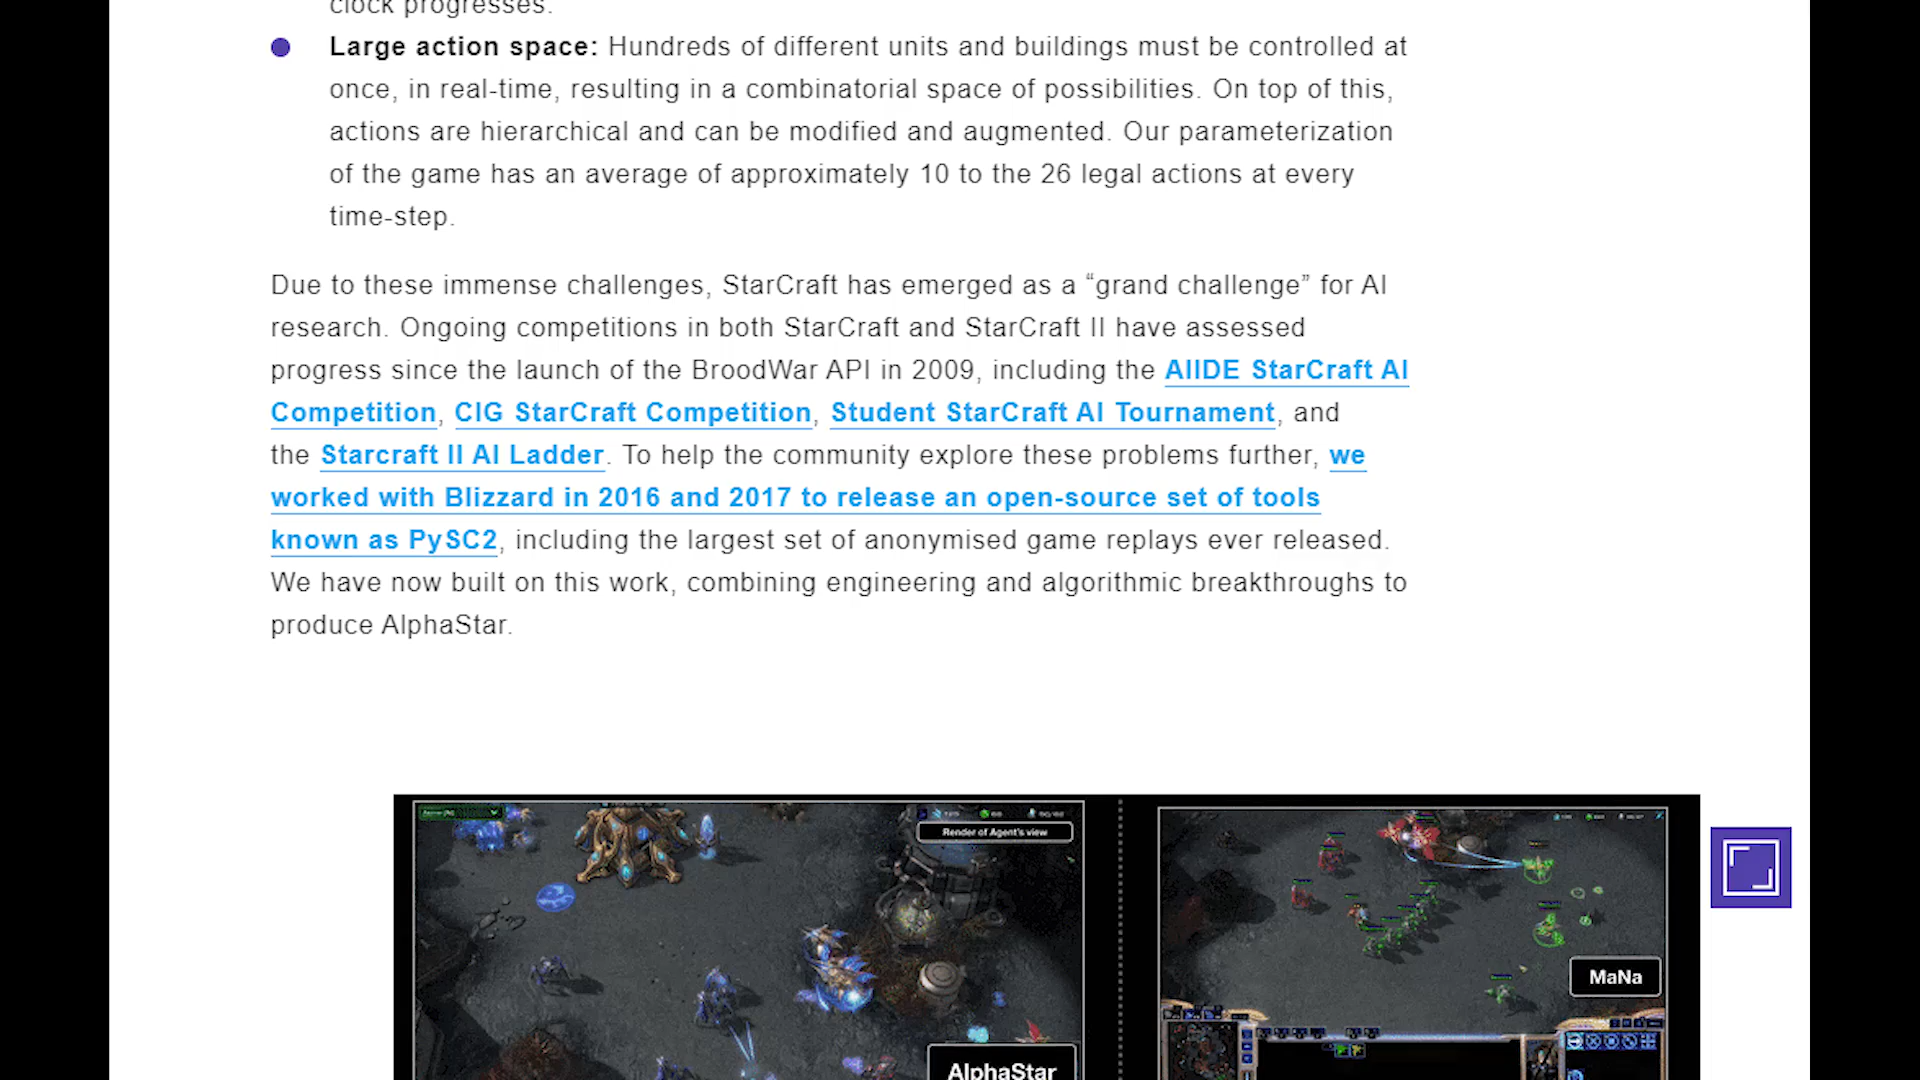 clock progresses.
Large action space: Hundreds of different units and buildings must be controlled at
once, in real-time, resulting in a combinatorial space of possibilities. On top of this,
actions are hierarchical and can be modified and augmented. Our parameterization
of the game has an average of approximately 10 to the 26 legal actions at every
time-step.
Due to these immense challenges, StarCraft has emerged as a “grand challenge” for AI
research. Ongoing competitions in both StarCraft and StarCraft II have assessed
progress since the launch of the BroodWar API in 2009, including the AIIDE StarCraft AI
Competition, CIG StarCraft Competition, Student StarCraft AI Tournament, and
the Starcraft II AI Ladder. To help the community explore these problems further, we
worked with Blizzard in 2016 and 2017 to release an open-source set of tools
known as PySC2, including the largest set of anonymised game replays ever released.
We have now built on this work, combining engineering and algorithmic breakthroughs to
produce AlphaStar.
Render of Agent's view
MaNa
AlphaStar